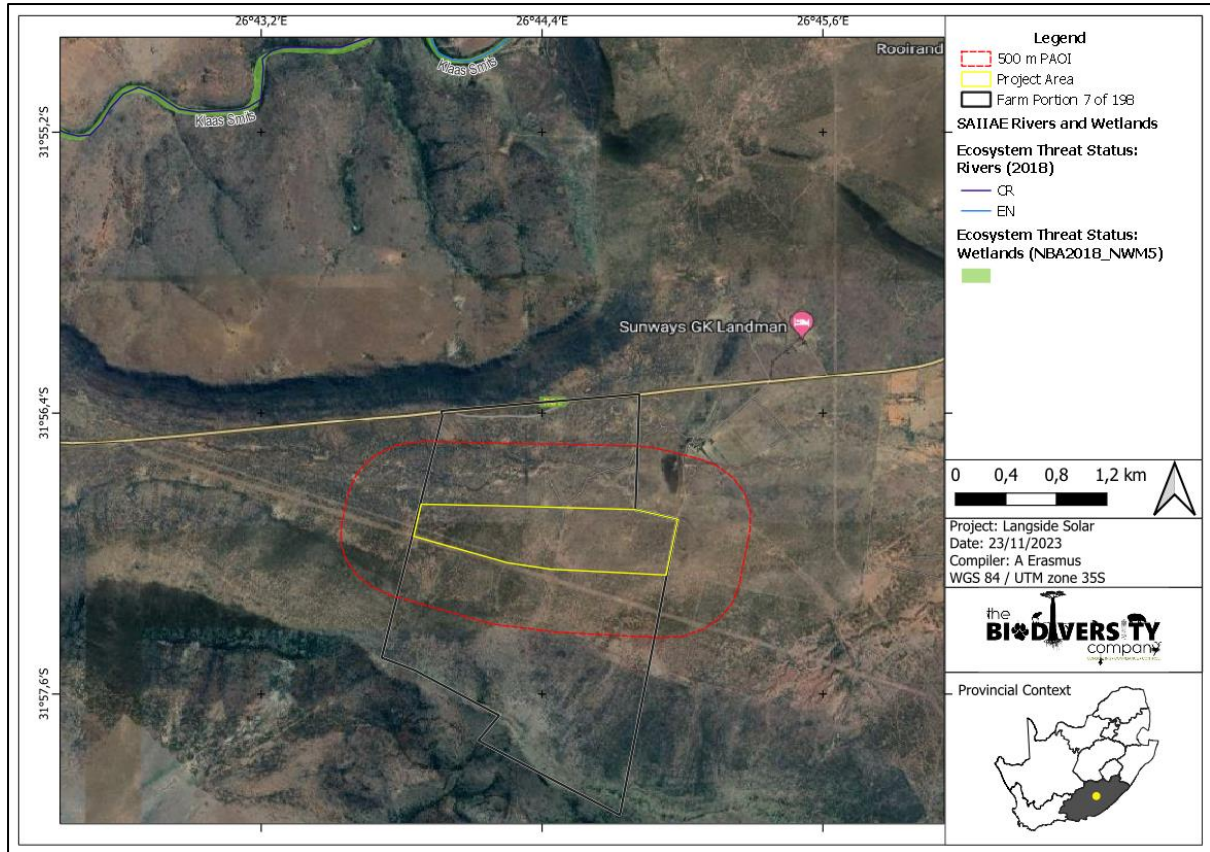 26°43,2'E
26°44,4'E
26°45,6'E
31°55,2'S
31°56,4'S
31°57,6'S
Klaas Smits
Klaas Smits
Rooirand
Sunways GK Landman
Legend
500 m PAOI
Project Area
Farm Portion 7 of 198
SAIIAE Rivers and Wetlands
Ecosystem Threat Status:
Rivers (2018)
CR
EN
Ecosystem Threat Status:
Wetlands (NBA2018_NWM5)
0 0,4 0,8 1,2 km
Project: Langside Solar
Date: 23/11/2023
Compiler: A Erasmus
WGS 84 / UTM zone 35S
the
BIODIVERSITY
company
Provincial Context